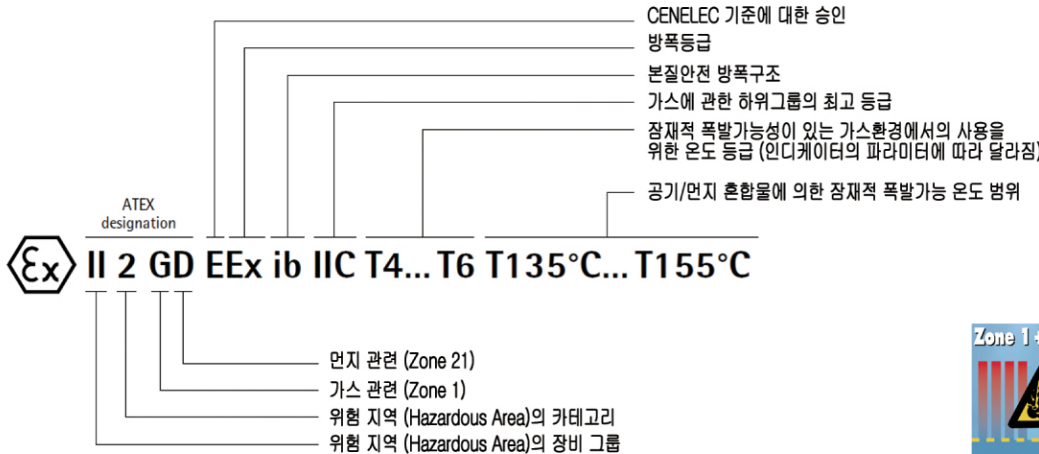 CENELEC 기준에 대한 승인
방폭등급
본질안전 방폭구조
가스에 관한 하위그룹의 최고 등급
잠재적 폭발가능성이 있는 가스환경에서의 사용을
위한 온도 등급 (인디케이터의 파라미터에 따라 달라짐)
공기/먼지 혼합물에 의한 잠재적 폭발가능 온도 범위
ATEX
designation
Ex II 2 GD EEx ib IIC T4... T6 T135°C... T155°C
먼지 관련 (Zone 21)
가스 관련 (Zone 1)
위험 지역 (Hazardous Area)의 카테고리
위험 지역 (Hazardous Area)의 장비 그룹
Zone 1